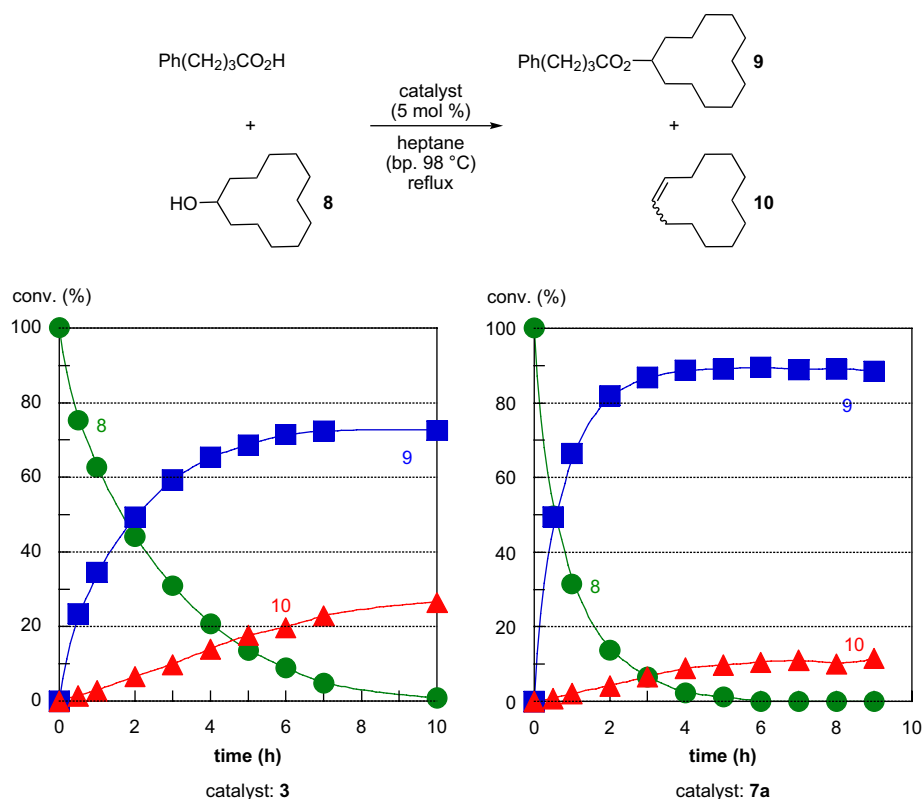 Ph(CH2)3CO2H
+
HO
8
catalyst
(5 mol %)
heptane
(bp. 98 °C)
reflux
Ph(CH2)3CO2
9
+
10
conv. (%)
100
80
60
40
20
0
8
9
10
0 2 4 6 8 10
time (h)
catalyst: 3
conv. (%)
100
80
60
40
20
0
9
8
10
0 2 4 6 8 10
time (h)
catalyst: 7a